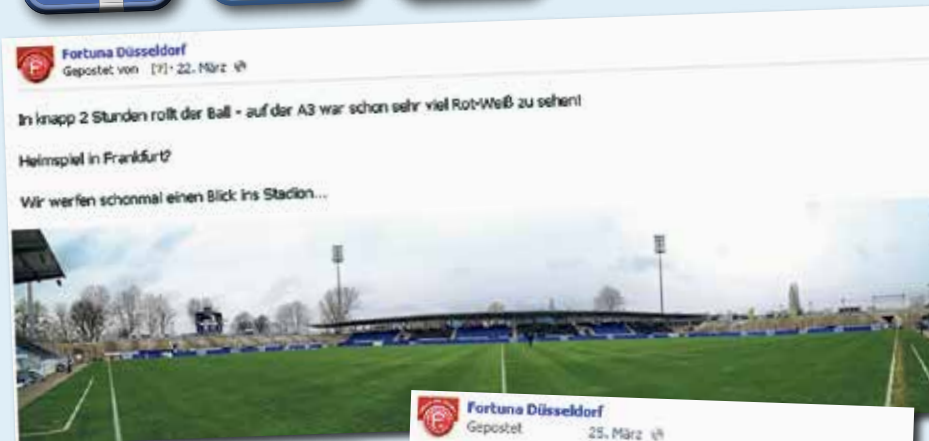 Fortuna Düsseldorf
Gepostet von [?] · 22. März
In knapp 2 Stunden rollt der Ball - auf der A3 war schon sehr viel Rot-Weiß zu sehen!
Heimspiel in Frankfurt?
Wir werfen schonmal einen Blick ins Stadion...
Fortuna Düsseldorf
Gepostet 25. März